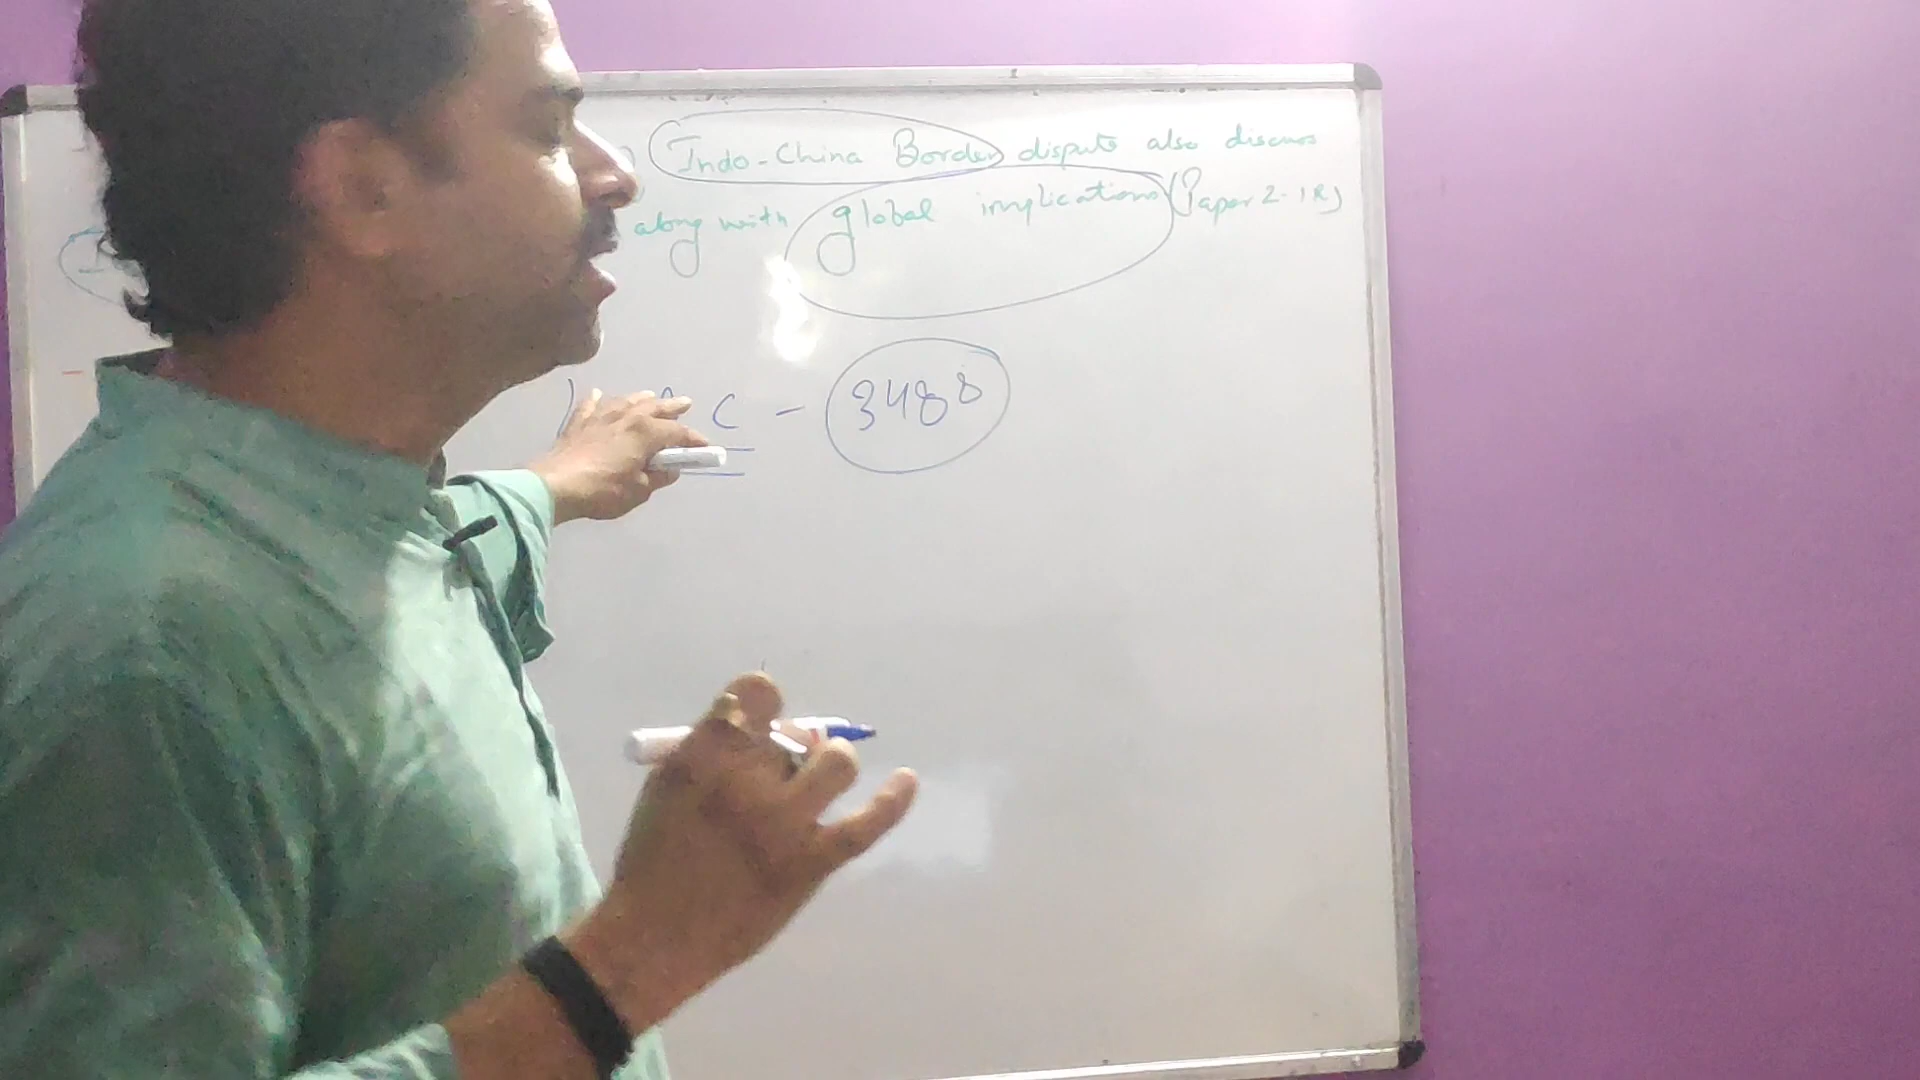 Indo-China Border dispute also discuss
along with global implications (Paper 2-IR)
C - 3488